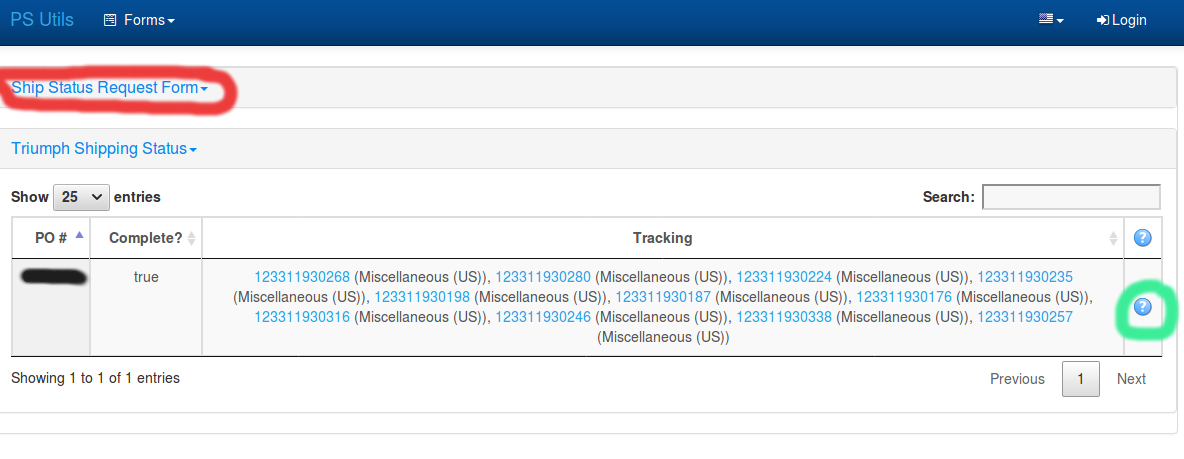 PS Utils Forms Login
Ship Status Request Form
Triumph Shipping Status
Show 25 entries Search:
PO # Complete? Tracking ?
true 123311930268 (Miscellaneous (US)), 123311930280 (Miscellaneous (US)), 123311930224 (Miscellaneous (US)), 123311930235
(Miscellaneous (US)), 123311930198 (Miscellaneous (US)), 123311930187 (Miscellaneous (US)), 123311930176 (Miscellaneous (US)),
?
123311930316 (Miscellaneous (US)), 123311930246 (Miscellaneous (US)), 123311930338 (Miscellaneous (US)), 123311930257
(Miscellaneous (US))
Showing 1 to 1 of 1 entries Previous 1 Next